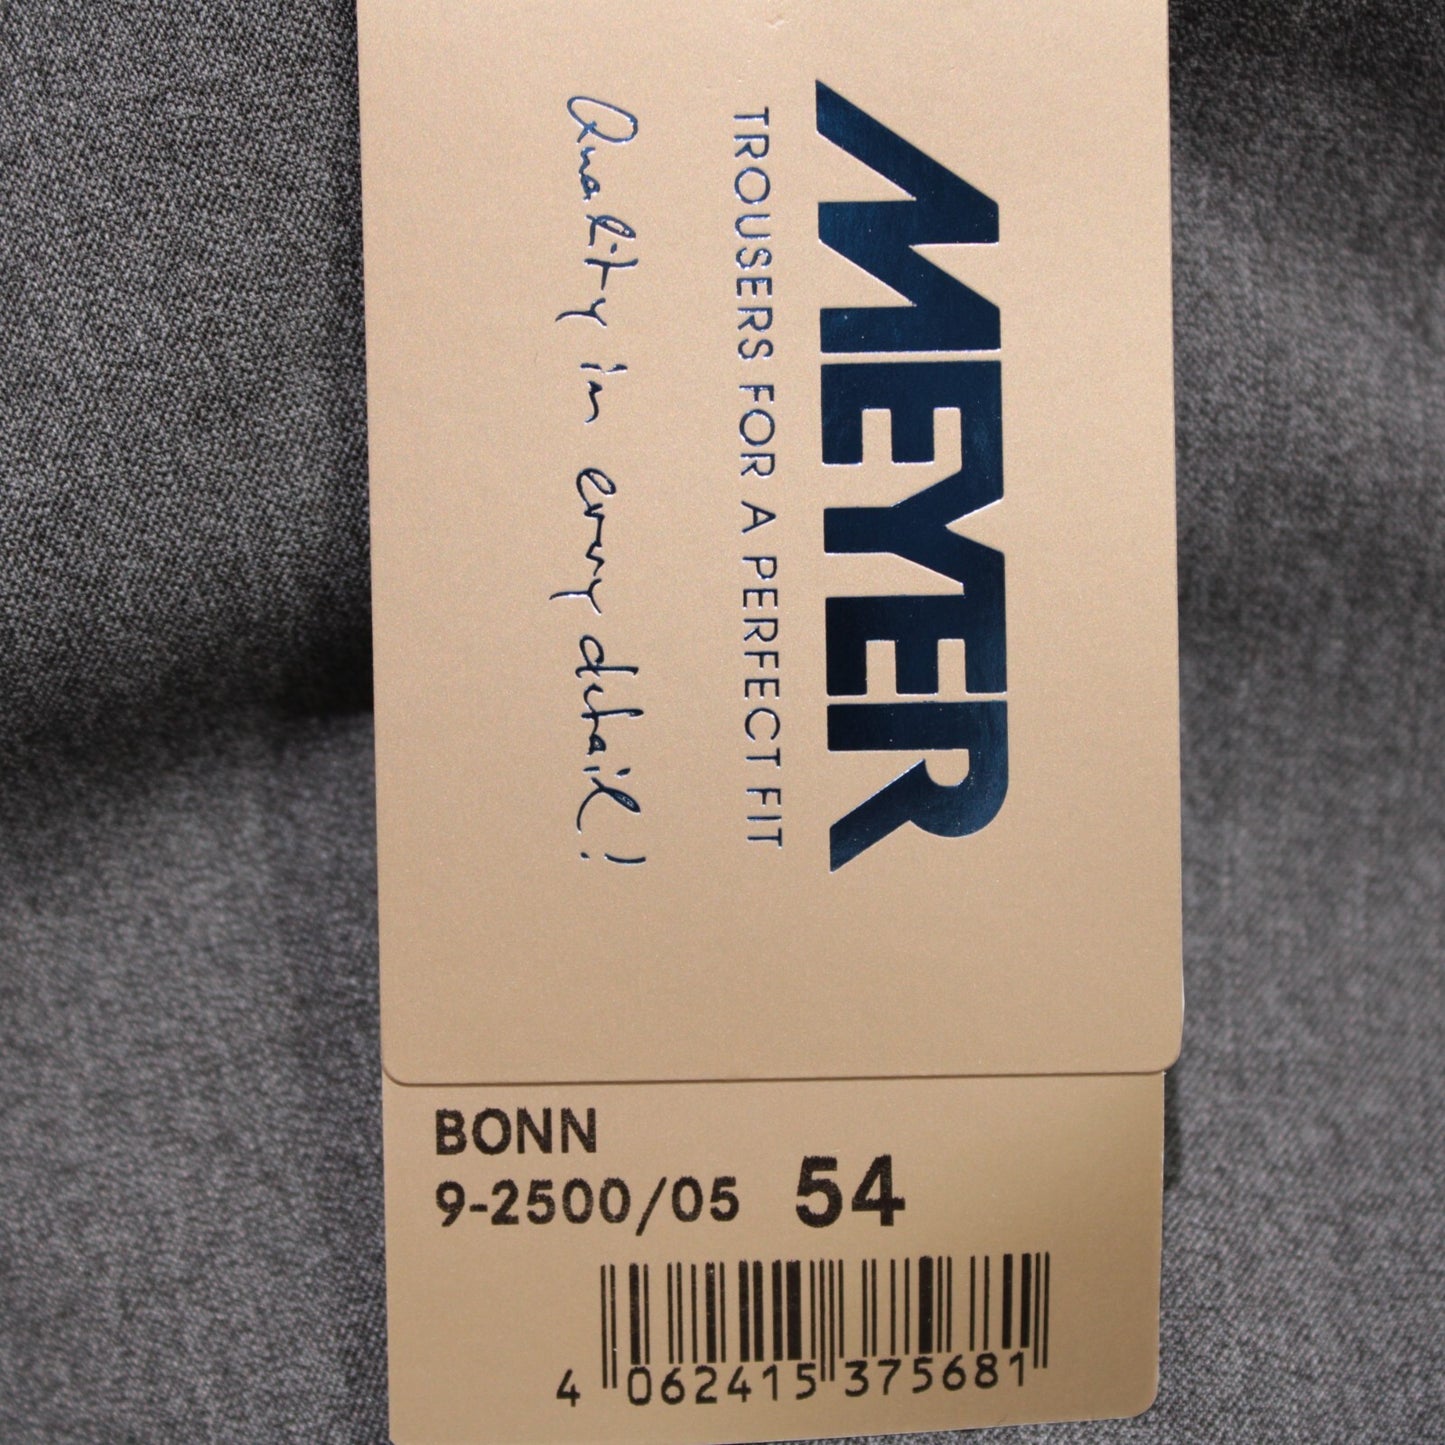 MEYER
TROUSERS FOR A PERFECT FIT
Quality in every detail!
BONN
9-2500/05 54
4 062415 375681